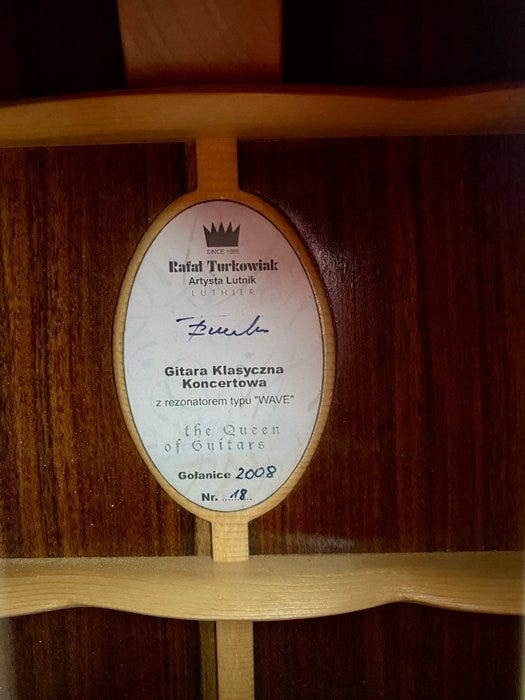 SINCE 1986
Rafał Turkowiak
Artysta Lutnik
LUTHIER
Gitara Klasyczna
Koncertowa
z rezonatorem typu "WAVE"
the Queen
of Guitars
Gołanice 2008
Nr. ...18...